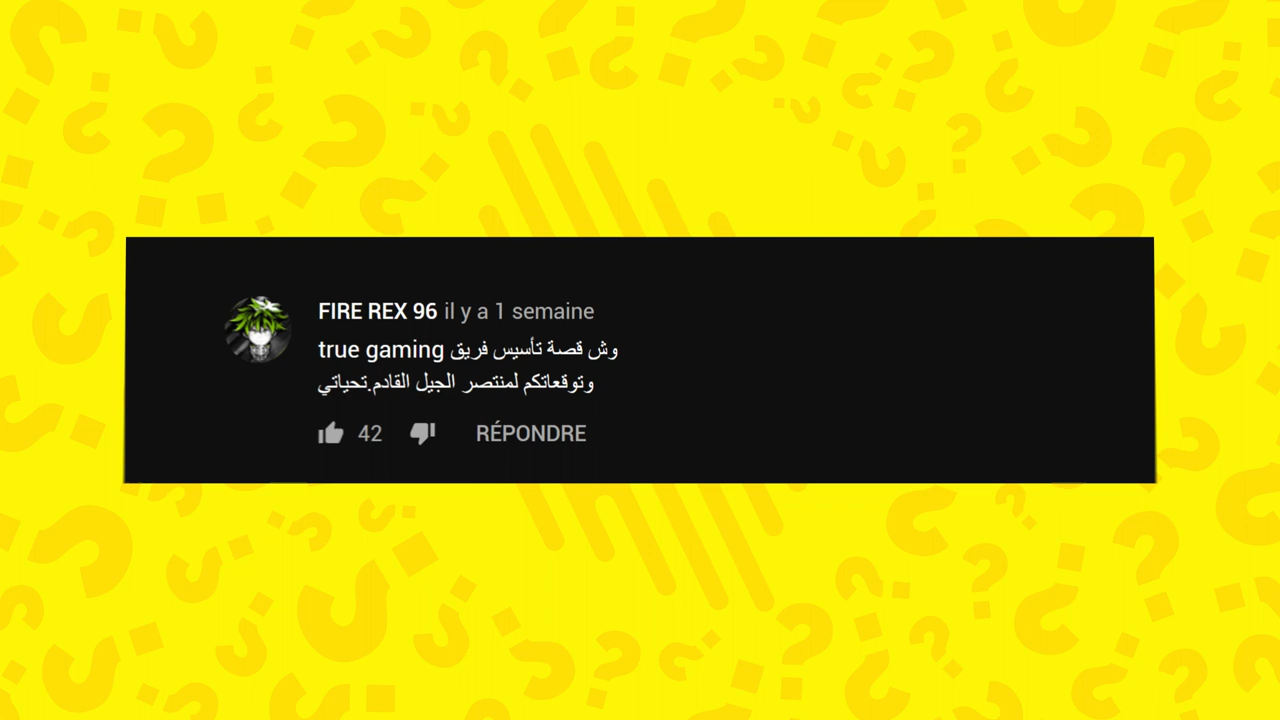 FIRE REX 96 il y a 1 semaine
وش قصة تأسيس فريق true gaming
وتوقعاتكم لمنتصر الجيل القادم.تحياتي
42 RÉPONDRE